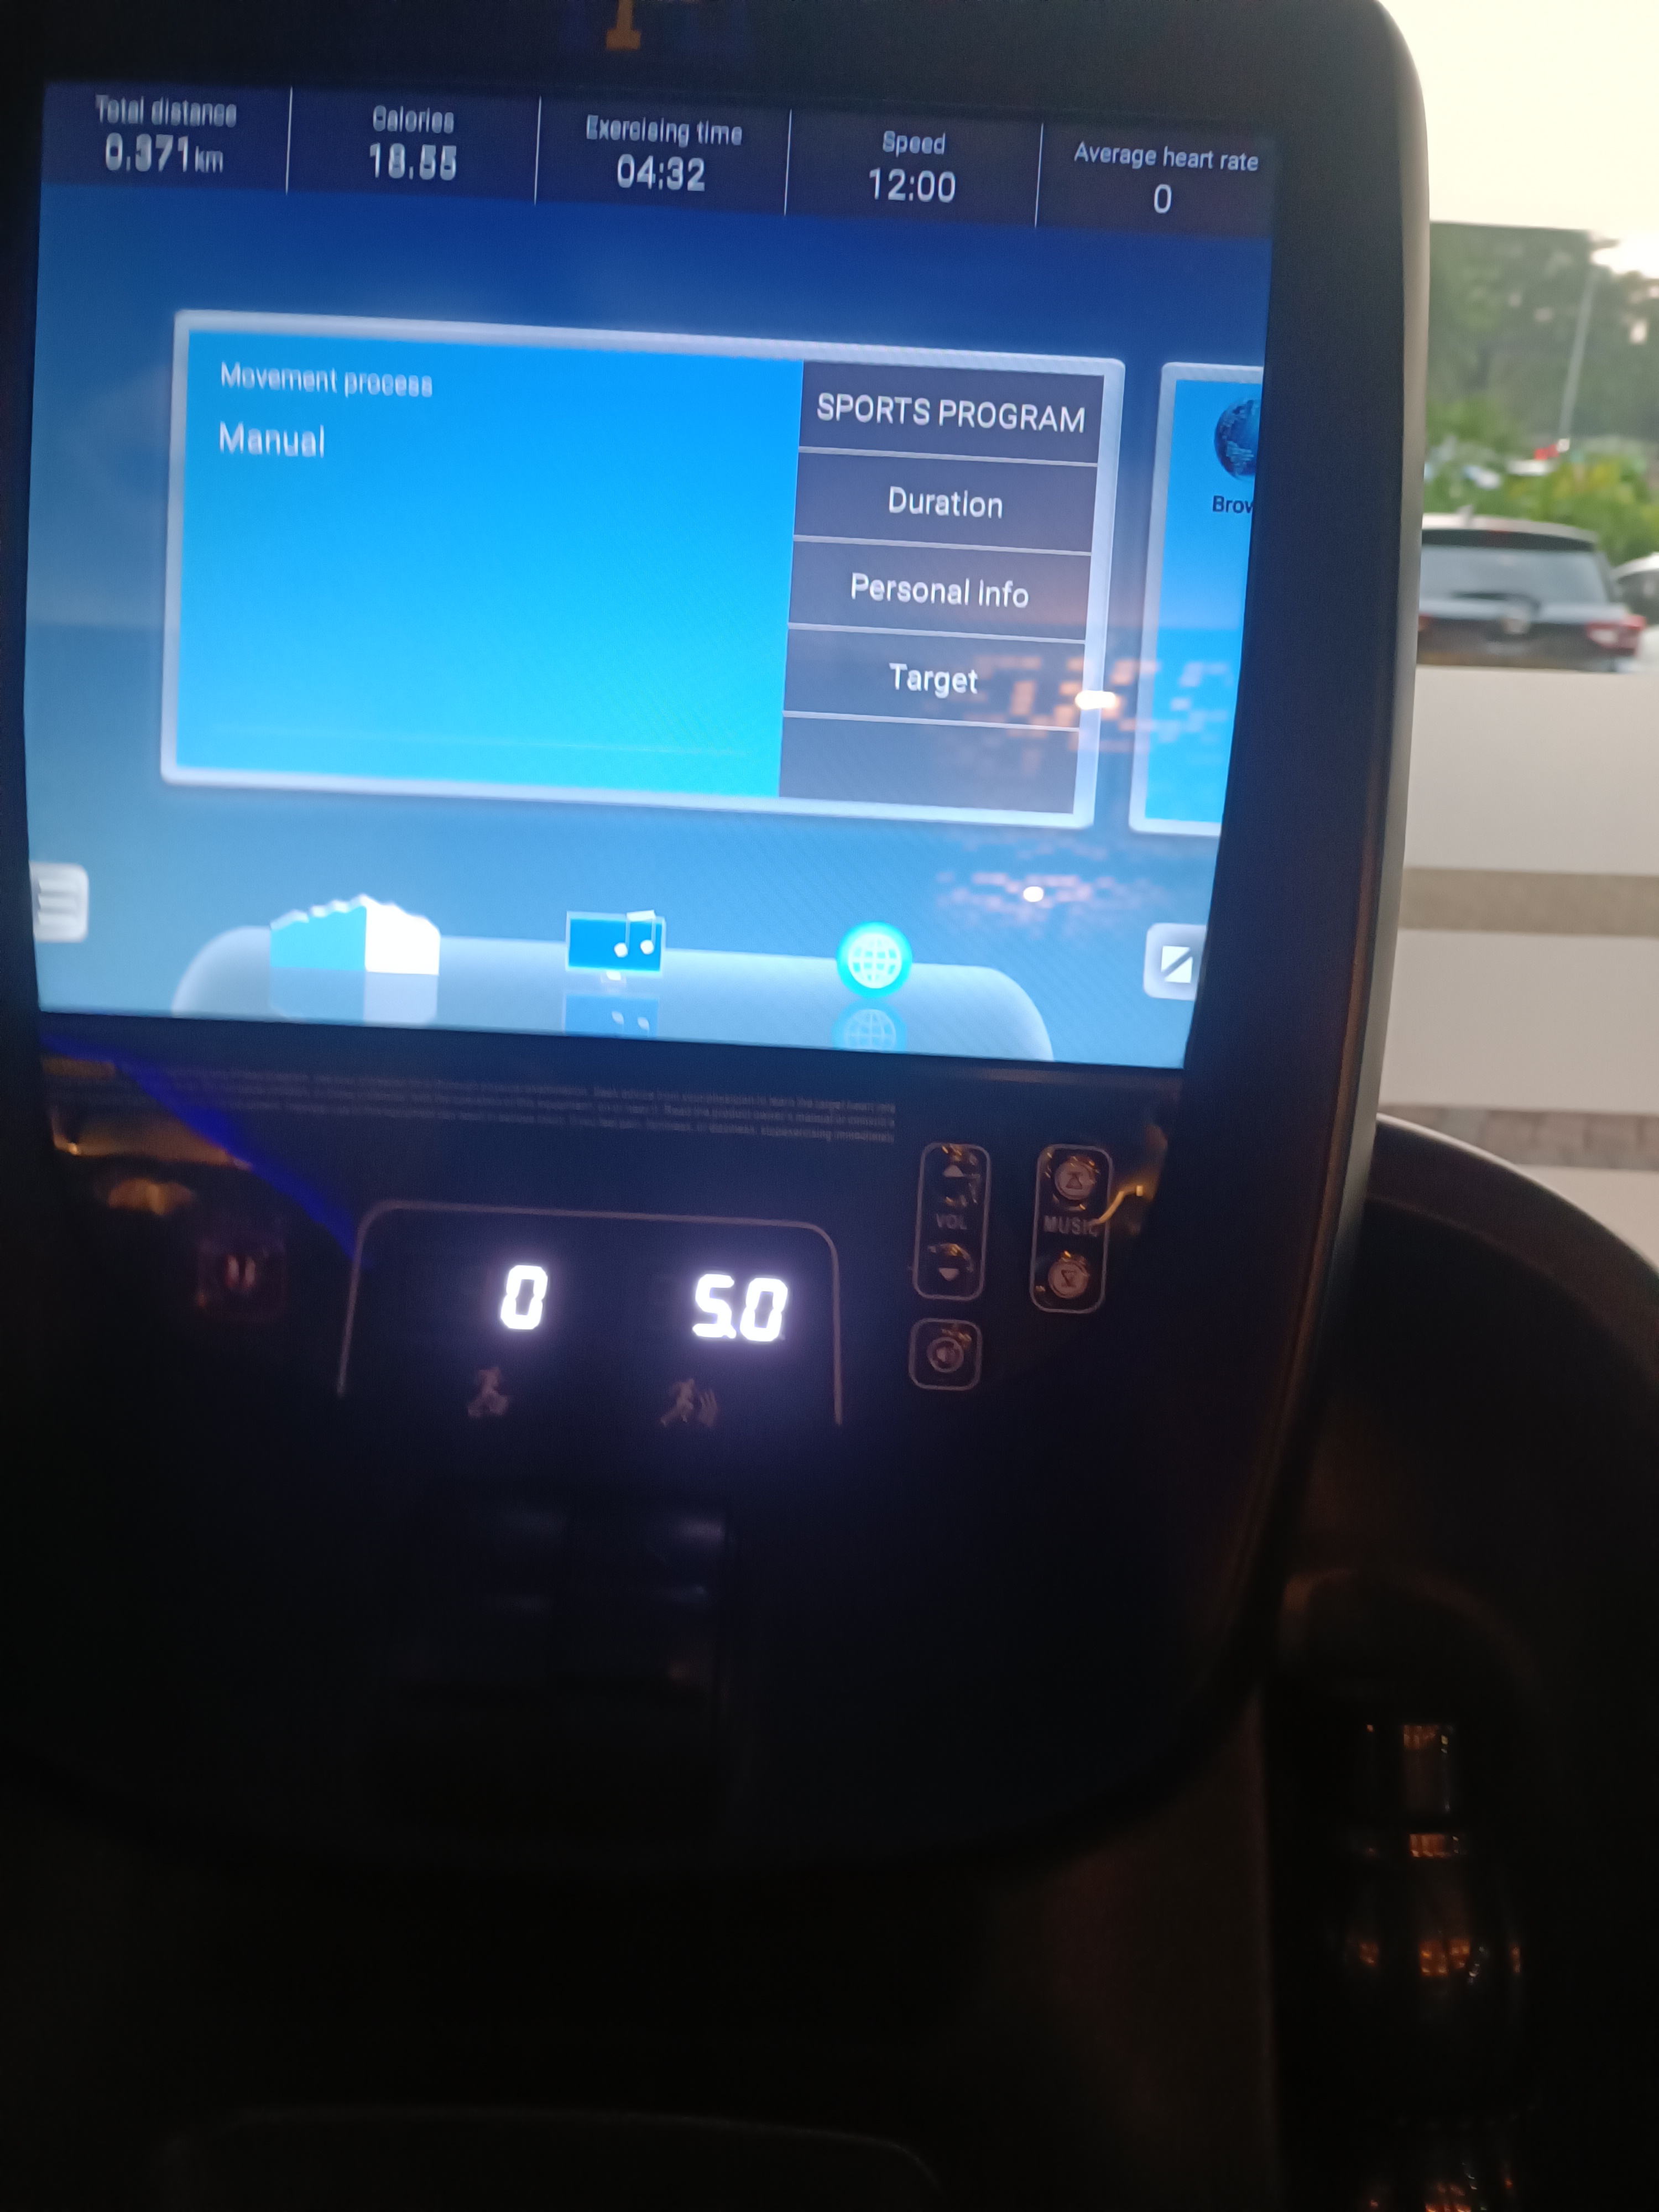 Total distance
0.371km
Calories
18.55
Exercising time
04:32
Speed
12:00
Average heart rate
0
Movement process
Manual
SPORTS PROGRAM
Duration
Personal info
Target
Brow
0
5.0
VOL
MUSIC